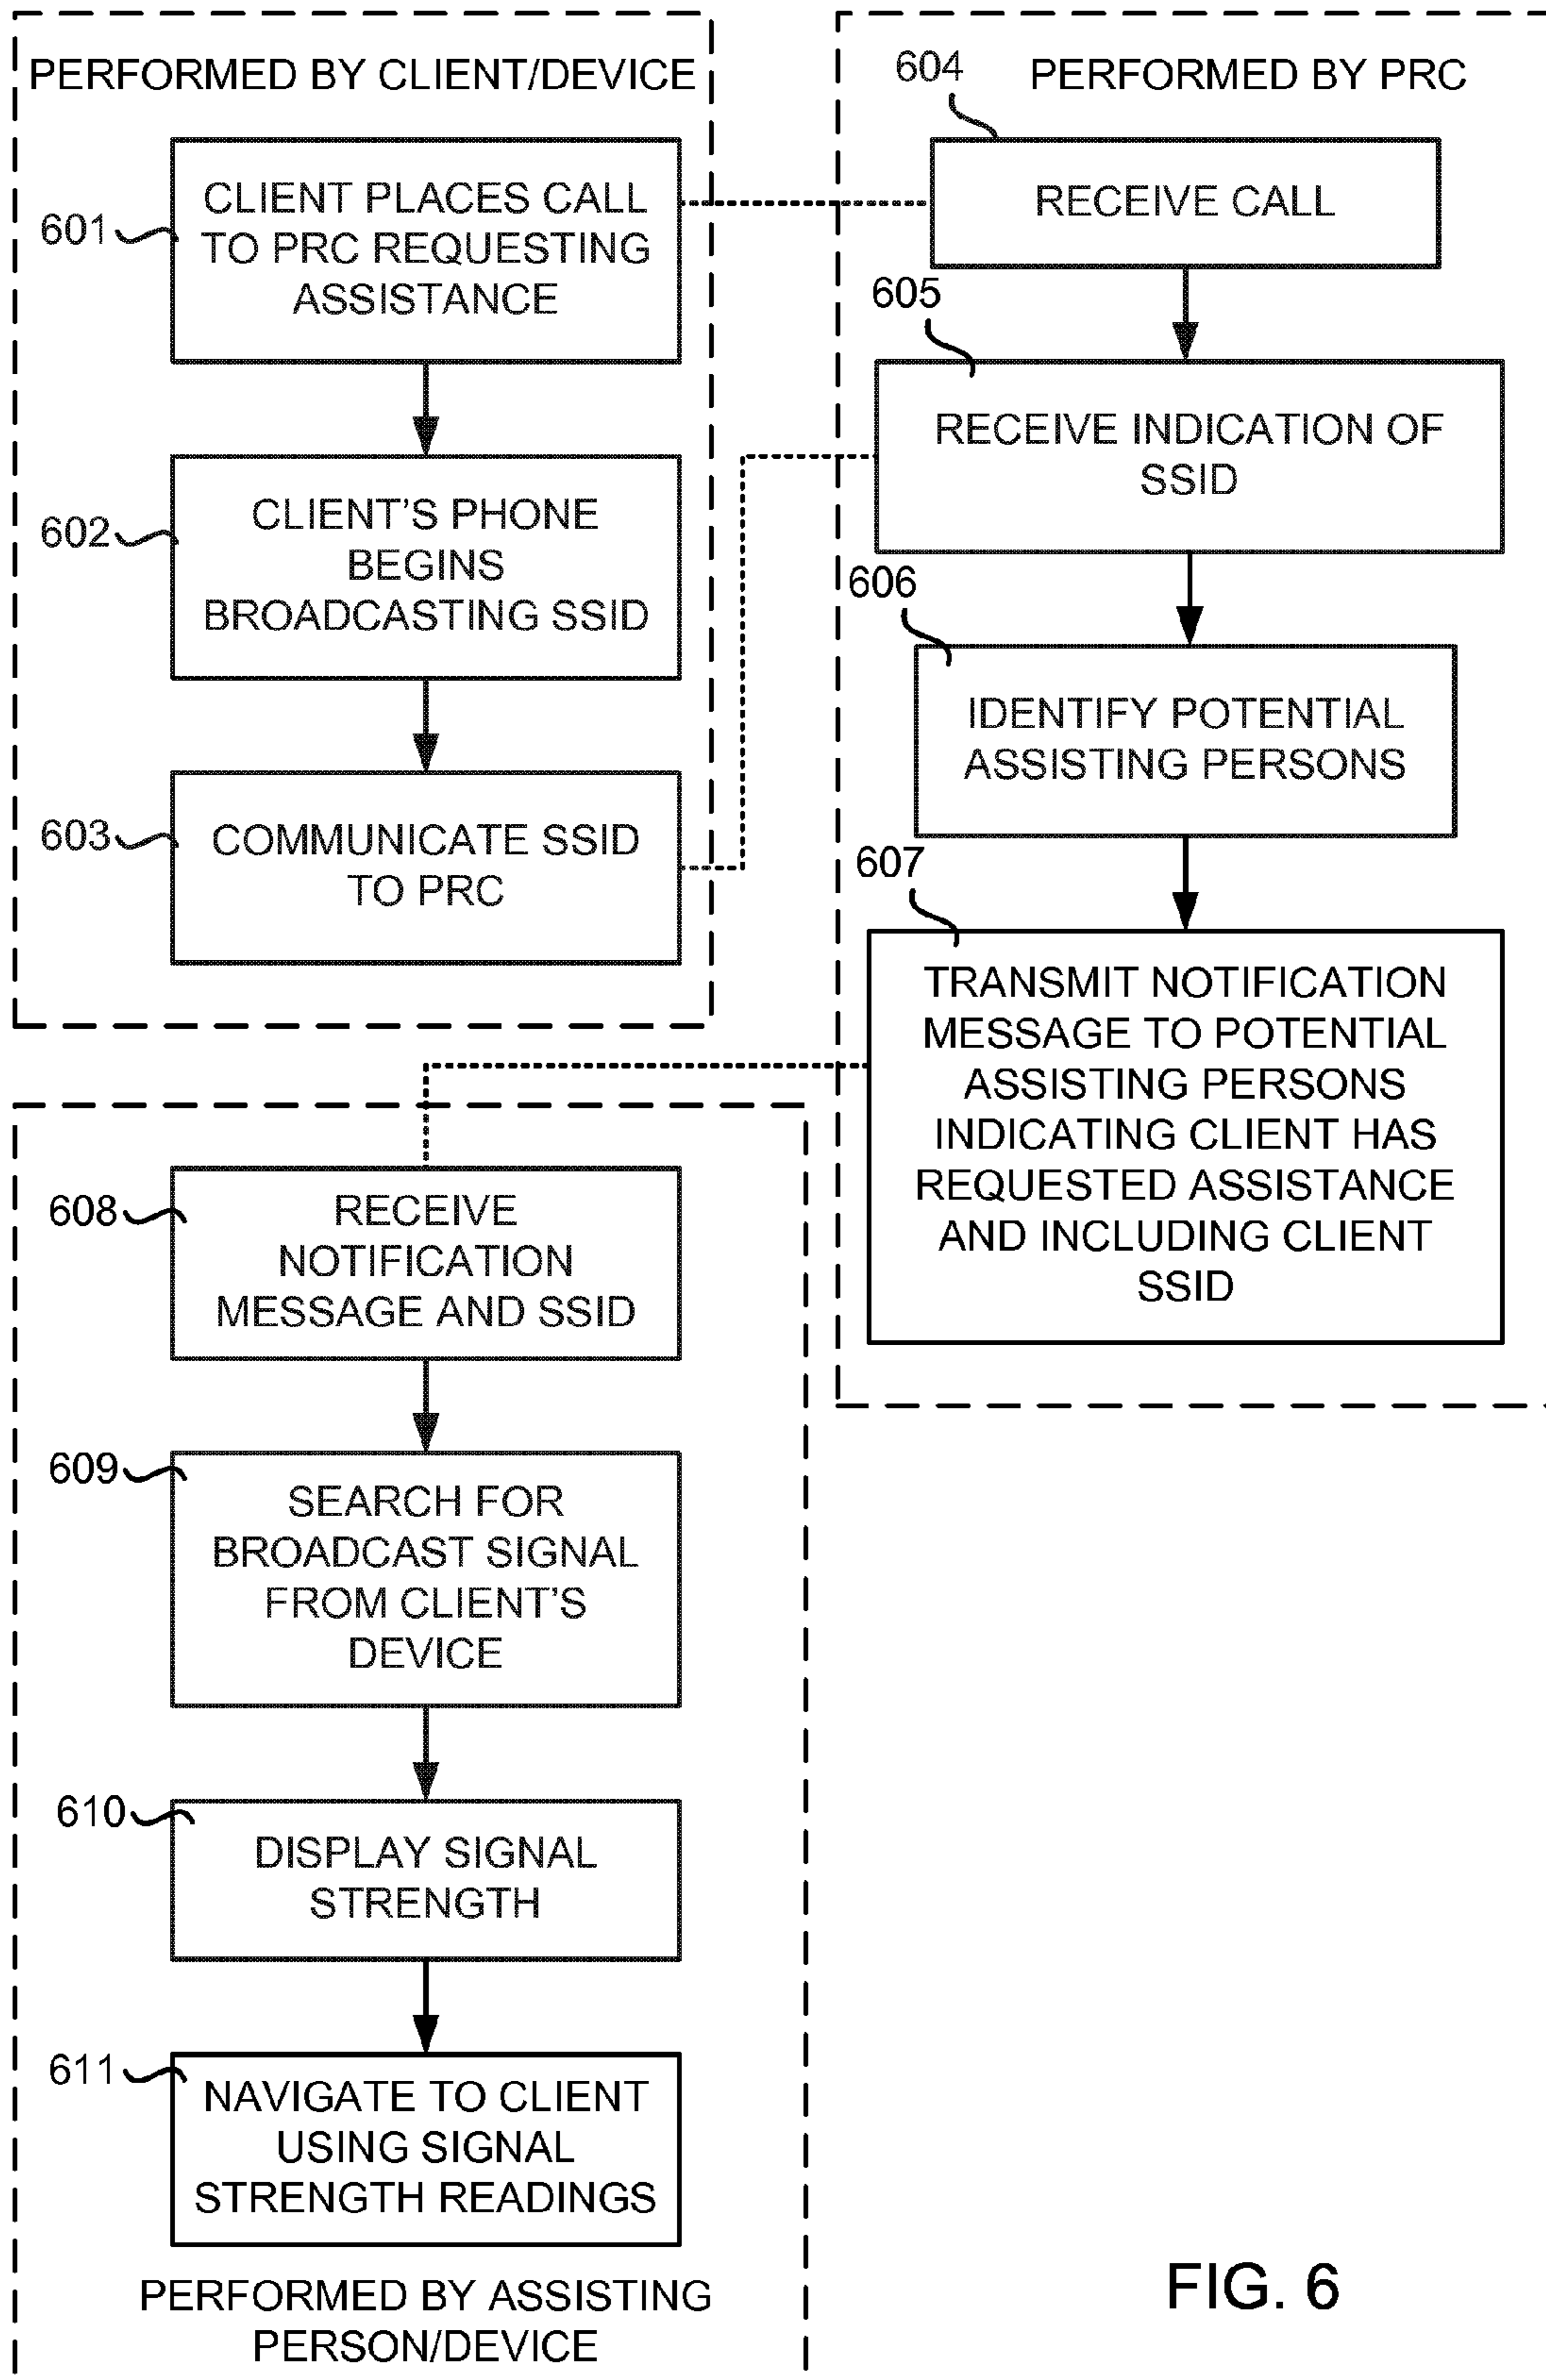 PERFORMED BY CLIENT/DEVICE
601
CLIENT PLACES CALL
TO PRC REQUESTING
ASSISTANCE
602
CLIENT'S PHONE
BEGINS
BROADCASTING SSID
603
COMMUNICATE SSID
TO PRC
PERFORMED BY PRC
604
RECEIVE CALL
605
RECEIVE INDICATION OF
SSID
606
IDENTIFY POTENTIAL
ASSISTING PERSONS
607
TRANSMIT NOTIFICATION
MESSAGE TO POTENTIAL
ASSISTING PERSONS
INDICATING CLIENT HAS
REQUESTED ASSISTANCE
AND INCLUDING CLIENT
SSID
608
RECEIVE
NOTIFICATION
MESSAGE AND SSID
609
SEARCH FOR
BROADCAST SIGNAL
FROM CLIENT'S
DEVICE
610
DISPLAY SIGNAL
STRENGTH
611
NAVIGATE TO CLIENT
USING SIGNAL
STRENGTH READINGS
PERFORMED BY ASSISTING
PERSON/DEVICE
FIG. 6